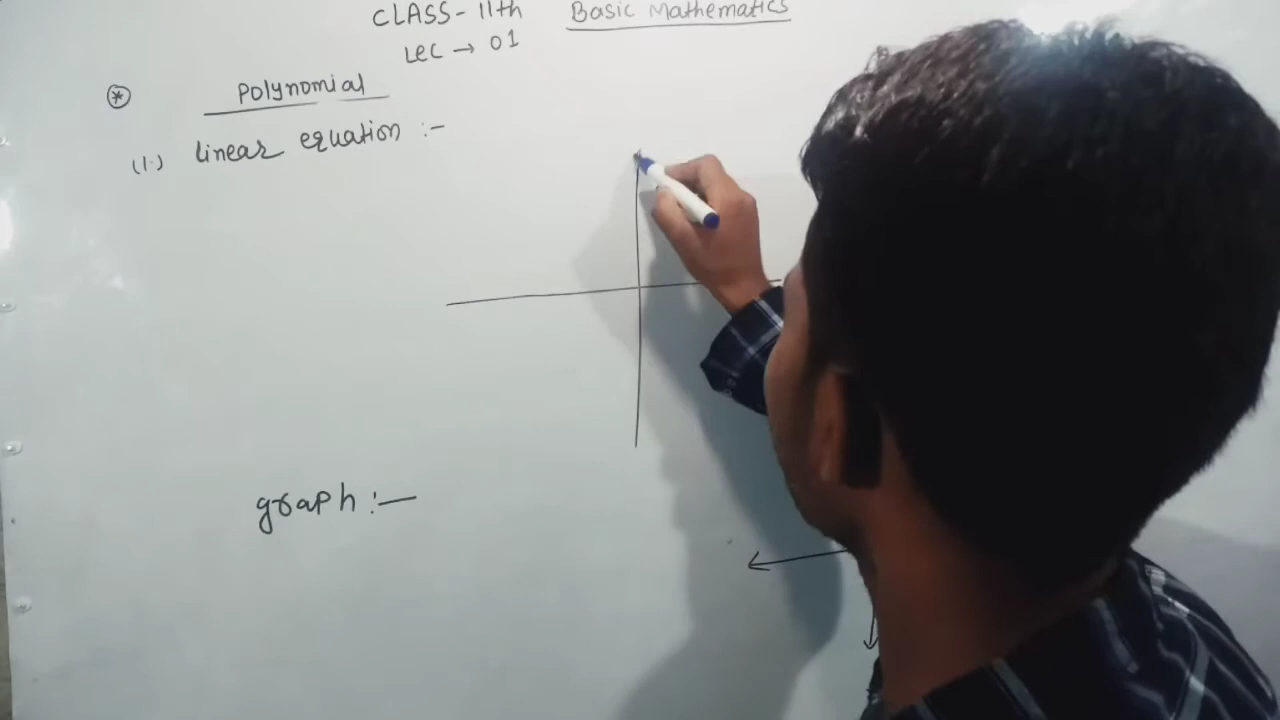 CLASS - 11th Basic Mathematics
Lec → 01
* Polynomial
(1.) linear equation :-
graph :-